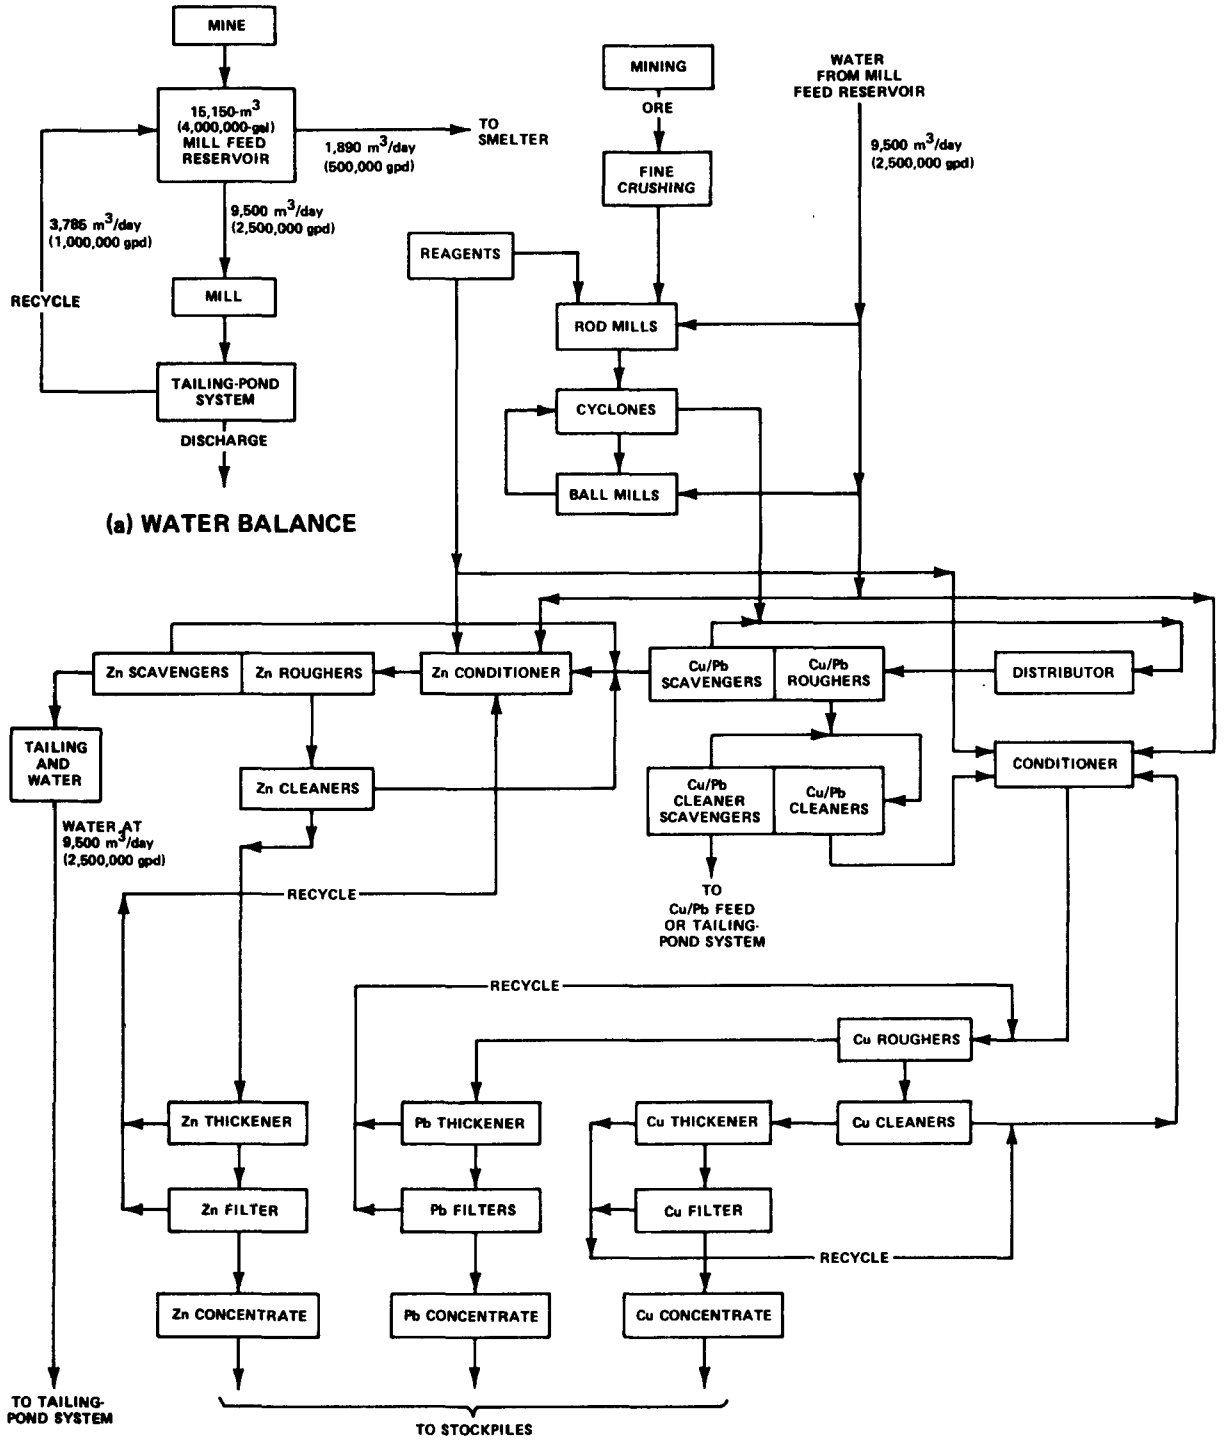 MINE
15,150-m³
(4,000,000-gal)
MILL FEED
RESERVOIR
TO
SMELTER
1,890 m³/day
(500,000 gpd)
3,785 m³/day
(1,000,000 gpd)
9,500 m³/day
(2,500,000 gpd)
RECYCLE
MILL
TAILING-POND
SYSTEM
DISCHARGE
(a) WATER BALANCE
MINING
ORE
FINE
CRUSHING
WATER
FROM MILL
FEED RESERVOIR
9,500 m³/day
(2,500,000 gpd)
REAGENTS
ROD MILLS
CYCLONES
BALL MILLS
Zn SCAVENGERS
Zn ROUGHERS
Zn CONDITIONER
Cu/Pb
SCAVENGERS
Cu/Pb
ROUGHERS
DISTRIBUTOR
TAILING
AND
WATER
Zn CLEANERS
Cu/Pb
CLEANER
SCAVENGERS
Cu/Pb
CLEANERS
CONDITIONER
WATER AT
9,500 m³/day
(2,500,000 gpd)
RECYCLE
TO
Cu/Pb FEED
OR TAILING-
POND SYSTEM
RECYCLE
Cu ROUGHERS
Zn THICKENER
Pb THICKENER
Cu THICKENER
Cu CLEANERS
Zn FILTER
Pb FILTERS
Cu FILTER
RECYCLE
Zn CONCENTRATE
Pb CONCENTRATE
Cu CONCENTRATE
TO TAILING-
POND SYSTEM
TO STOCKPILES